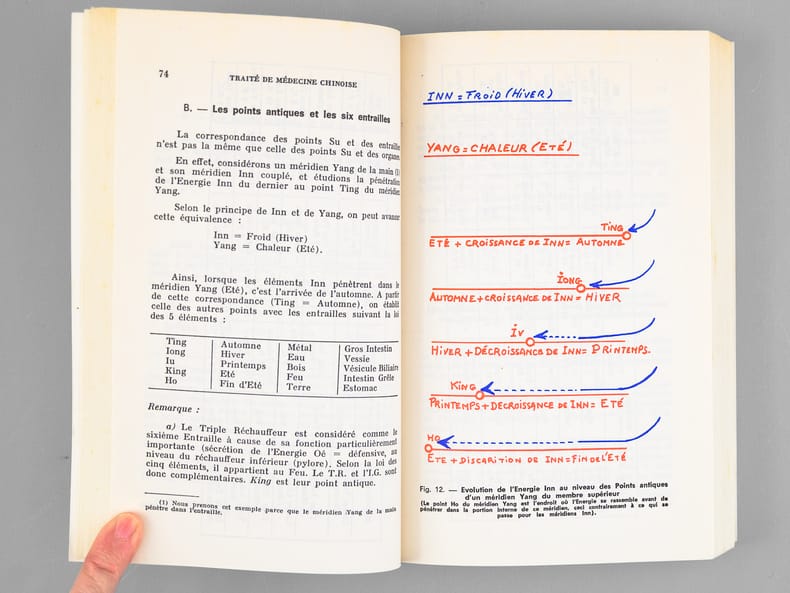 74
TRAITÉ DE MÉDECINE CHINOISE
B. — Les points antiques et les six entrailles
La correspondance des points Su et des entrailles
n'est pas la même que celle des points Su et des organes.
En effet, considérons un méridien Yang de la main (1)
et son méridien Inn couplé, et étudions la pénétration
de l'Energie Inn du dernier au point Ting du méridien
Yang.
Selon le principe de Inn et de Yang, on peut avancer
cette équivalence :
Inn = Froid (Hiver)
Yang = Chaleur (Eté).
Ainsi, lorsque les éléments Inn pénètrent dans le
méridien Yang (Eté), c'est l'arrivée de l'automne. A partir
de cette correspondance (Ting = Automne), on établit
celle des autres points avec les entrailles suivant la loi
des 5 éléments :
Ting Automne Métal Gros Intestin
Iong Hiver Eau Vessie
Iu Printemps Bois Vésicule Biliaire
King Eté Feu Intestin Grêle
Ho Fin d'Eté Terre Estomac
Remarque :
a) Le Triple Réchauffeur est considéré comme le
sixième Entraille à cause de sa fonction particulièrement
importante (sécrétion de l'Energie Oé = défensive, au
niveau du réchauffeur inférieur (pylore). Selon la loi des
cinq éléments, il appartient au Feu. Le T.R. et l'I.G. sont
donc complémentaires. King est leur point antique.
(1) Nous prenons cet exemple parce que le méridien Yang de la main
pénètre dans l'entraille.
INN = FROID (HIVER)
YANG = CHALEUR (ETÉ)
TING
ETÉ + CROISSANCE DE INN = AUTOMNE
IONG
AUTOMNE + CROISSANCE DE INN = HIVER
IV
HIVER + DÉCROISSANCE DE INN = PRINTEMPS.
KING
PRINTEMPS + DECROISSANCE DE INN = ETÉ
HO
ETE + DISCARITION DE INN = FIN DE L'ETÉ
Fig. 12. — Evolution de l'Energie Inn au niveau des Points antiques
d'un méridien Yang du membre supérieur
(Le point Ho du méridien Yang est l'endroit où l'Energie se rassemble avant de
pénétrer dans la portion interne de ce méridien, ceci contrairement à ce qui se
passe pour les méridiens Inn).